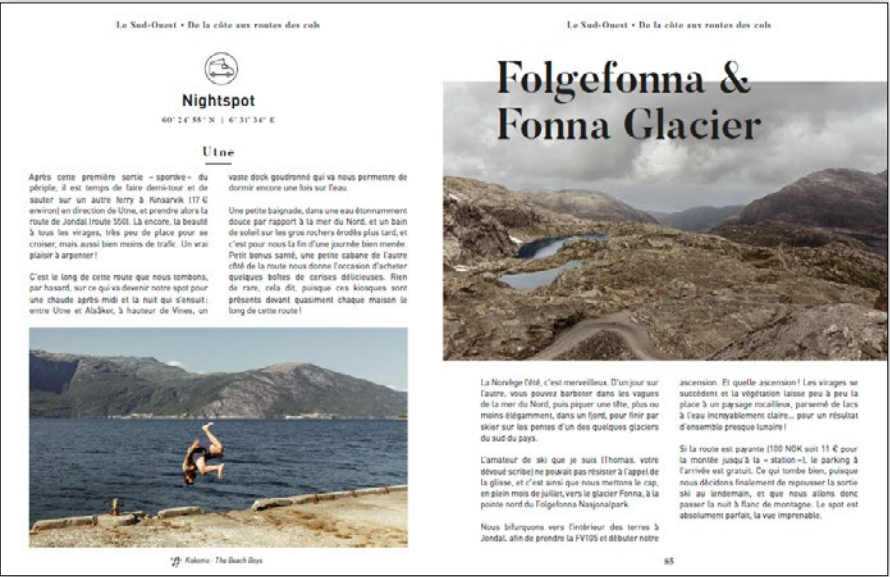 Le Sud-Ouest • De la côte aux routes des cols
Nightspot
60° 24' 55" N | 6° 31' 34" E
Utne
Après cette première sortie « sportive » du
périple, il est temps de faire demi-tour et de
sauter sur un autre ferry à Kinsarvik (17 €
environ) en direction de Utne, et prendre alors la
route de Jondal (route 550). Là encore, la beauté
à tous les virages, très peu de place pour se
croiser, mais aussi bien moins de trafic. Un vrai
plaisir à arpenter !
C'est le long de cette route que nous tombons,
par hasard, sur ce qui va devenir notre spot pour
une chaude après-midi et la nuit qui s'ensuit :
entre Utne et Alsåker, à hauteur de Vines, un
vaste dock goudronné qui va nous permettre de
dormir encore une fois sur l'eau.
Une petite baignade, dans une eau étonnamment
douce par rapport à la mer du Nord, et un bain
de soleil sur les gros rochers érodés plus tard, et
c'est pour nous la fin d'une journée bien menée.
Petit bonus santé, une petite cabane de l'autre
côté de la route nous donne l'occasion d'acheter
quelques boîtes de cerises délicieuses. Rien
de rare, cela dit, puisque ces kiosques sont
présents devant quasiment chaque maison le
long de cette route !
Kokomo - The Beach Boys
Le Sud-Ouest • De la côte aux routes des cols
Folgefonna &
Fonna Glacier
La Norvège l'été, c'est merveilleux. D'un jour sur
l'autre, vous pouvez barboter dans les vagues
de la mer du Nord, puis piquer une tête, plus ou
moins élégamment, dans un fjord, pour finir par
skier sur les pentes d'un des quelques glaciers
du sud du pays.
L'amateur de ski que je suis (Thomas, votre
dévoué scribe) ne pouvait pas résister à l'appel de
la glisse, et c'est ainsi que nous mettons le cap,
en plein mois de juillet, vers le glacier Fonna, à la
pointe nord du Folgefonna Nasjonalpark.
Nous bifurquons vers l'intérieur des terres à
Jondal, afin de prendre la FV105 et débuter notre
ascension. Et quelle ascension ! Les virages se
succèdent et la végétation laisse peu à peu la
place à un paysage rocailleux, parsemé de lacs
à l'eau incroyablement claire... pour un résultat
d'ensemble presque lunaire !
Si la route est payante (100 NOK soit 11 € pour
la montée jusqu'à la « station »), le parking à
l'arrivée est gratuit. Ce qui tombe bien, puisque
nous décidons finalement de repousser la sortie
ski au lendemain, et que nous allons donc
passer la nuit à flanc de montagne. Le spot est
absolument parfait, la vue imprenable.
85